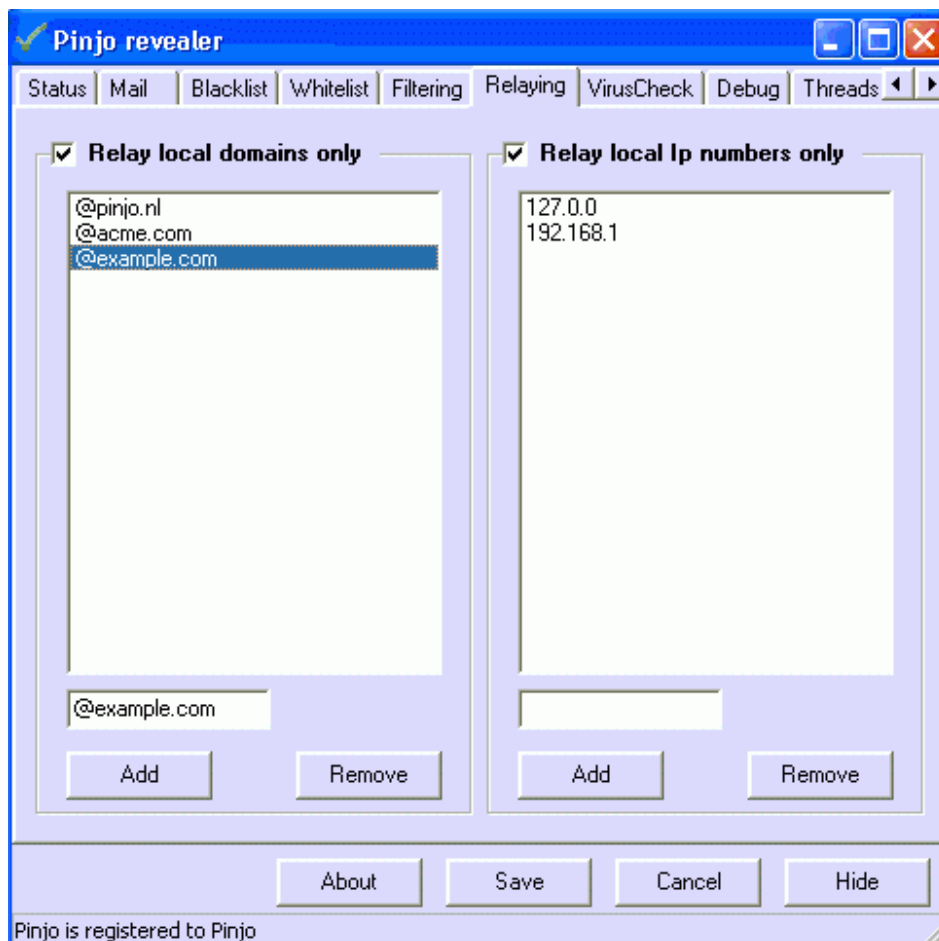 Pinjo revealer
Status Mail Blacklist Whitelist Filtering Relaying VirusCheck Debug Threads
Relay local domains only
@pinjo.nl
@acme.com
@example.com
@example.com
Add Remove
Relay local Ip numbers only
127.0.0
192.168.1
Add Remove
About Save Cancel Hide
Pinjo is registered to Pinjo